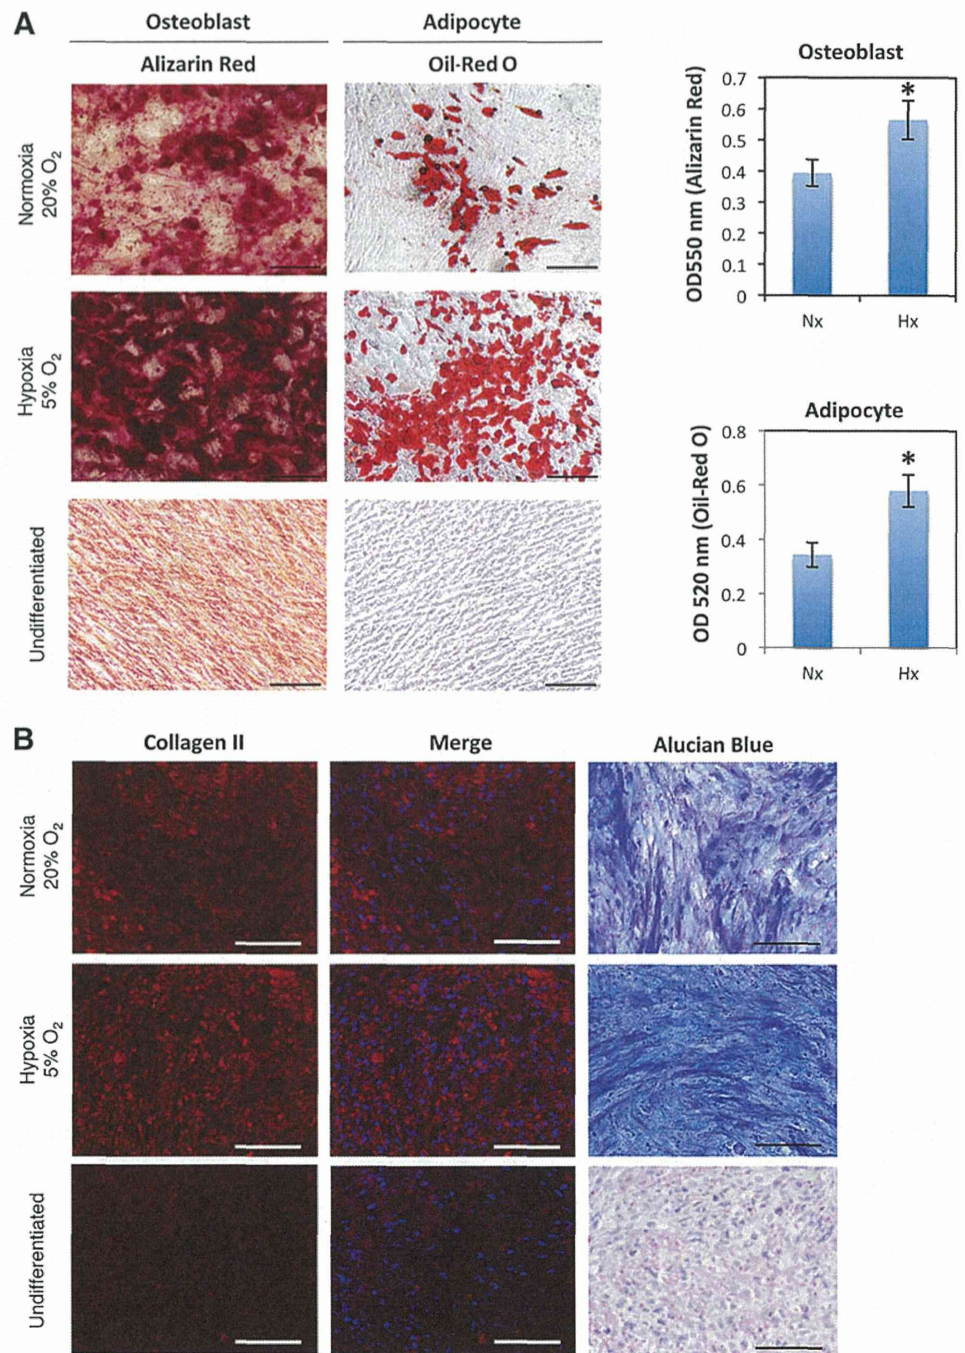 A
Osteoblast
Adipocyte
Alizarin Red
Oil-Red O
Normoxia
20% O₂
Hypoxia
5% O₂
Undifferentiated
Osteoblast
OD550 nm (Alizarin Red)
0.7
0.6
0.5
0.4
0.3
0.2
0.1
0
*
Nx
Hx
Adipocyte
OD 520 nm (Oil-Red O)
0.8
0.6
0.4
0.2
0
*
Nx
Hx
B
Collagen II
Merge
Alucian Blue
Normoxia
20% O₂
Hypoxia
5% O₂
Undifferentiated